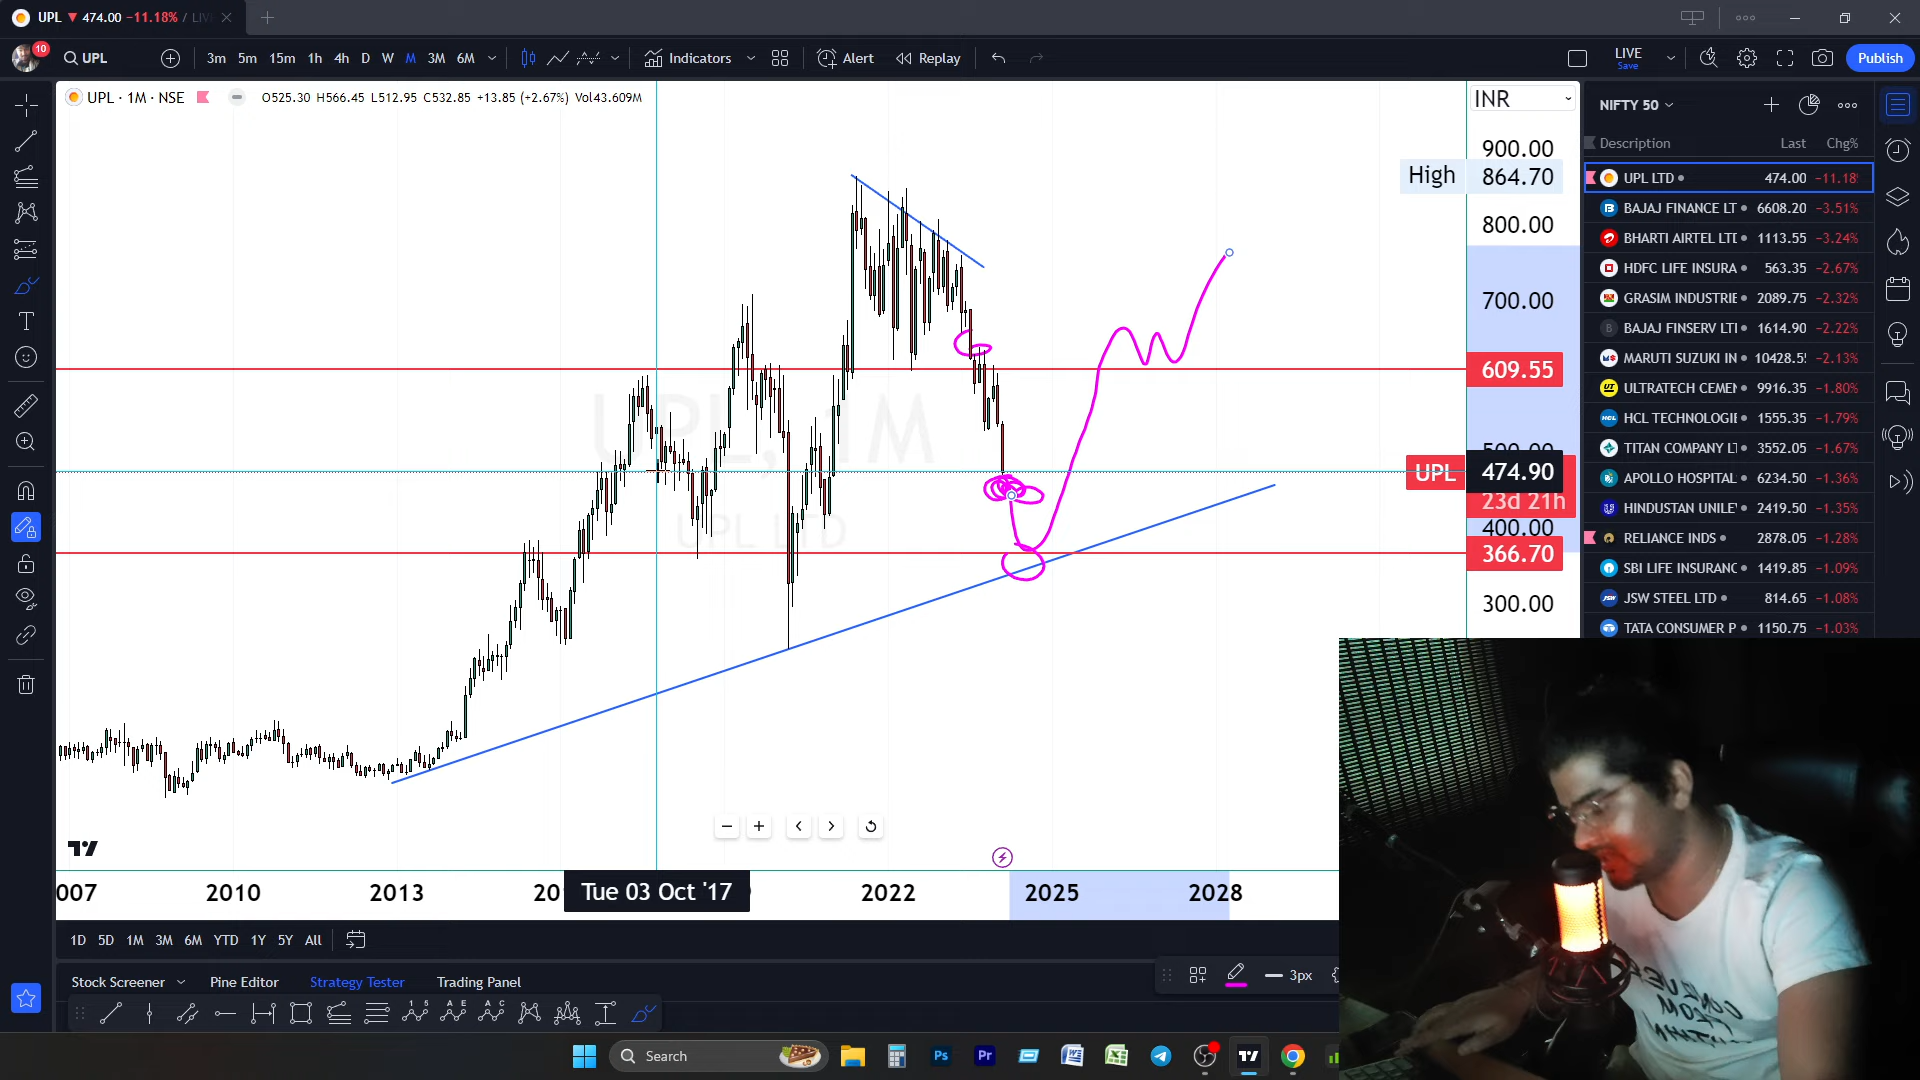 UPL ▼ 474.00 −11.18% / LIV
10
UPL
3m 5m 15m 1h 4h D W M 3M 6M
Indicators
Alert
Replay
LIVE
Save
Publish
UPL · 1M · NSE
O525.30 H566.45 L512.95 C532.85 +13.85 (+2.67%) Vol43.609M
INR
900.00
High 864.70
800.00
700.00
609.55
UPL 474.90
23d 21h
400.00
366.70
300.00
UPL, 1M
UPL LTD
007 2010 2013 20 Tue 03 Oct '17 2022 2025 2028
1D 5D 1M 3M 6M YTD 1Y 5Y All
Stock Screener
Pine Editor
Strategy Tester
Trading Panel
3px
NIFTY 50
Description Last Chg%
UPL LTD 474.00 −11.18
BAJAJ FINANCE LT 6608.20 −3.51%
BHARTI AIRTEL LTD 1113.55 −3.24%
HDFC LIFE INSURA 563.35 −2.67%
GRASIM INDUSTRIE 2089.75 −2.32%
BAJAJ FINSERV LTI 1614.90 −2.22%
MARUTI SUZUKI IN 10428.5 −2.13%
ULTRATECH CEMEN 9916.35 −1.80%
HCL TECHNOLOGIE 1555.35 −1.79%
TITAN COMPANY LT 3552.05 −1.67%
APOLLO HOSPITAL 6234.50 −1.36%
HINDUSTAN UNILE 2419.50 −1.35%
RELIANCE INDS 2878.05 −1.28%
SBI LIFE INSURANC 1419.85 −1.09%
JSW STEEL LTD 814.65 −1.08%
TATA CONSUMER P 1150.75 −1.03%
Search